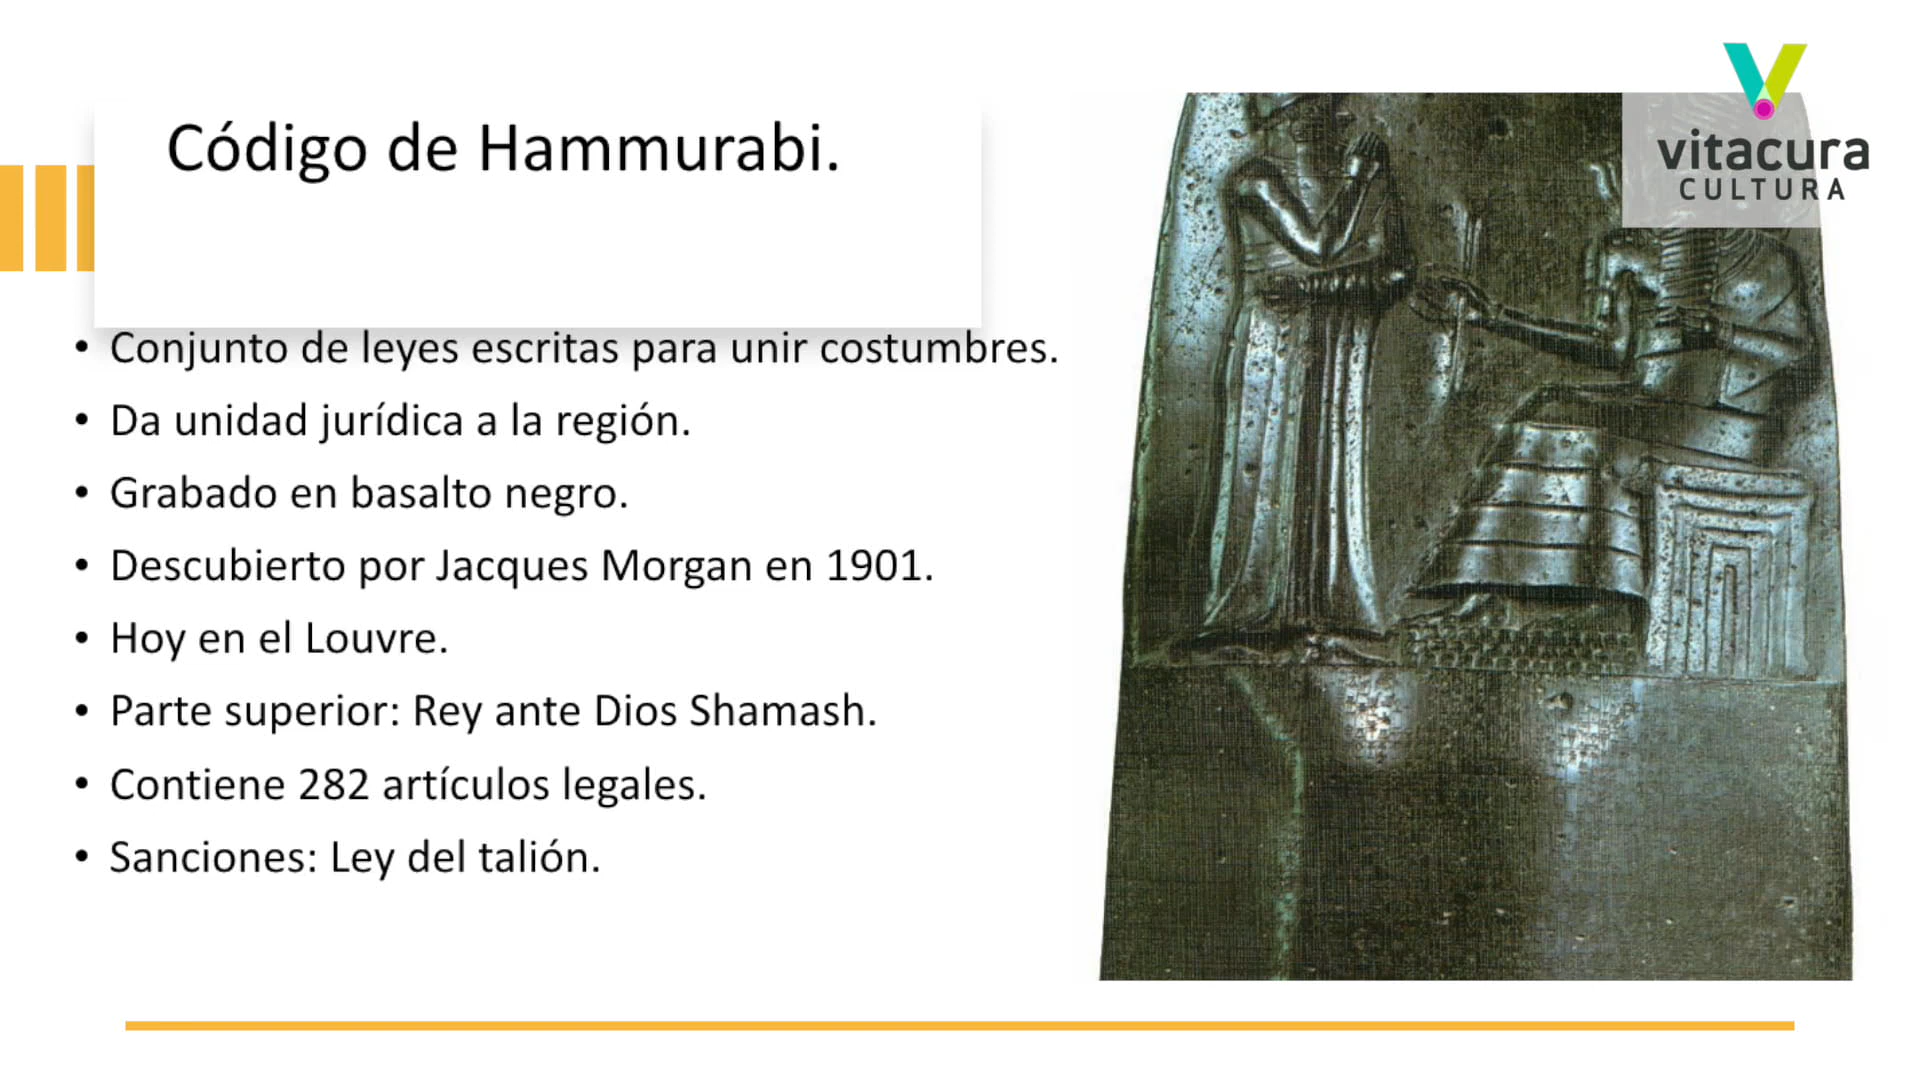 Código de Hammurabi.
• Conjunto de leyes escritas para unir costumbres.
• Da unidad jurídica a la región.
• Grabado en basalto negro.
• Descubierto por Jacques Morgan en 1901.
• Hoy en el Louvre.
• Parte superior: Rey ante Dios Shamash.
• Contiene 282 artículos legales.
• Sanciones: Ley del talión.
vitacura
CULTURA